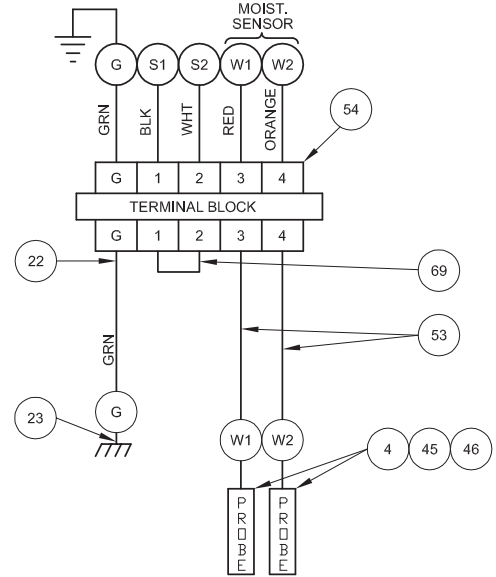 MOIST.
SENSOR
G S1 S2 W1 W2
GRN BLK WHT RED ORANGE
54
G 1 2 3 4
TERMINAL BLOCK
G 1 2 3 4
22
69
53
GRN
G
23
W1 W2
4 45 46
PROBE PROBE